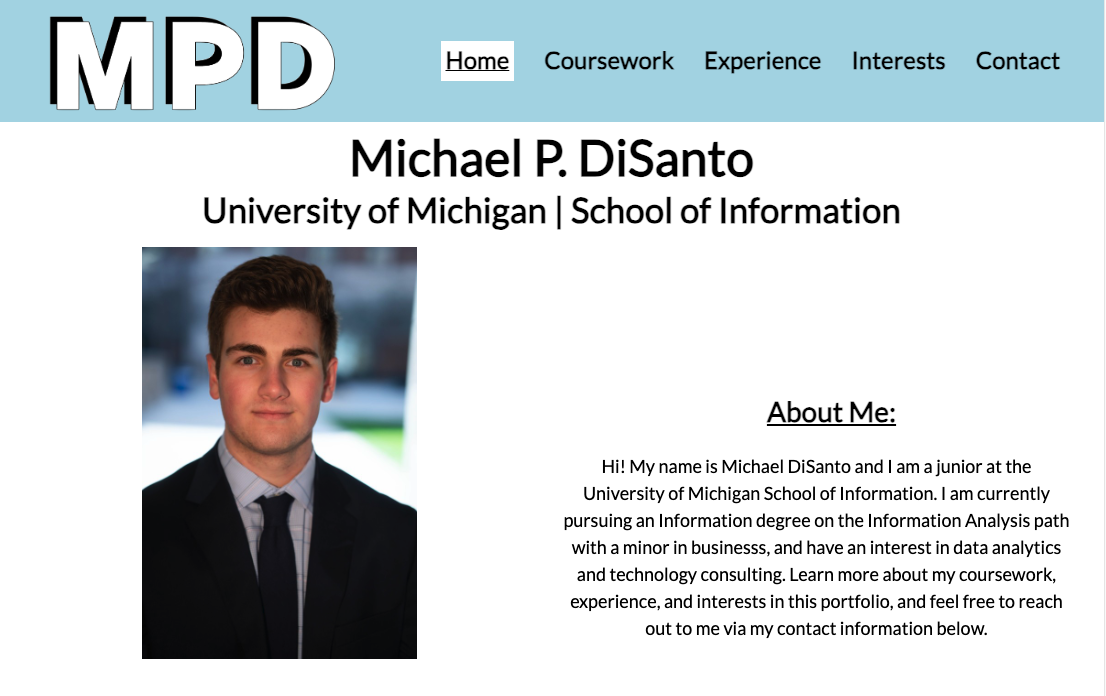 MPD
Home Coursework Experience Interests Contact
Michael P. DiSanto
University of Michigan | School of Information
About Me:
Hi! My name is Michael DiSanto and I am a junior at the
University of Michigan School of Information. I am currently
pursuing an Information degree on the Information Analysis path
with a minor in businesss, and have an interest in data analytics
and technology consulting. Learn more about my coursework,
experience, and interests in this portfolio, and feel free to reach
out to me via my contact information below.